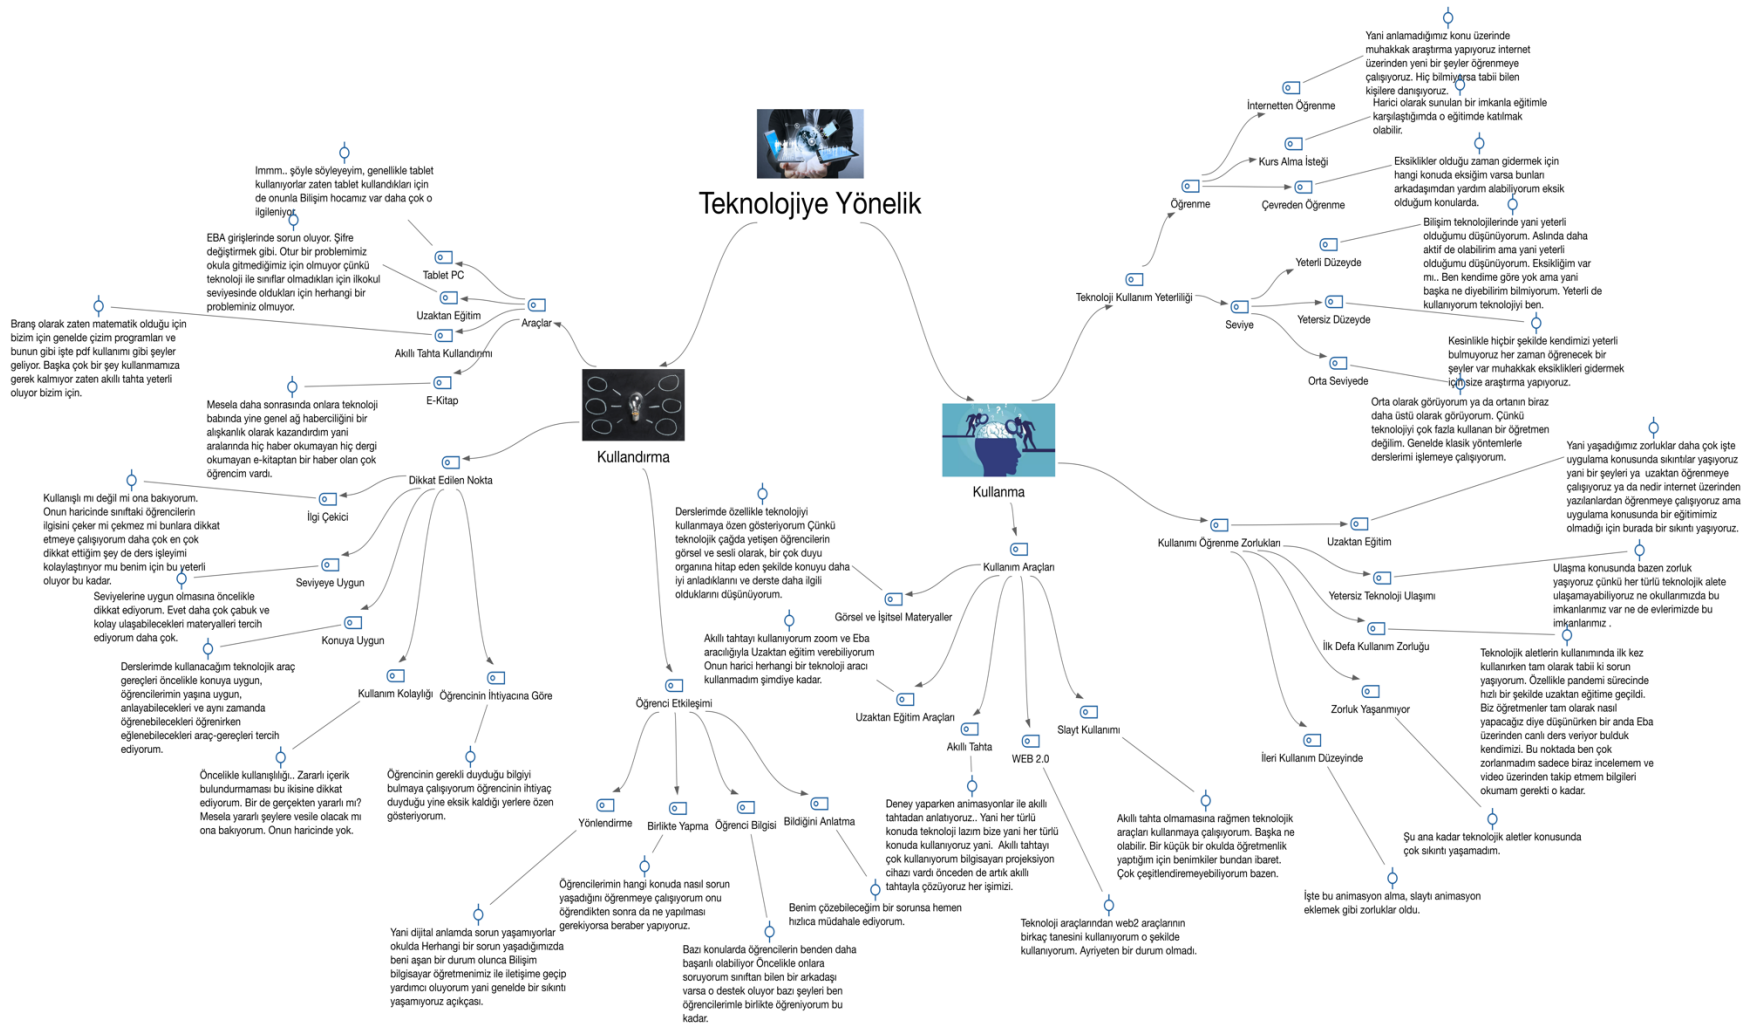 Teknolojiye Yönelik
Kullandırma
Araçlar
Immm.. şöyle söyleyeyim, genellikle tablet
kullanıyorlar zaten tablet kullandıkları için
de onunla Bilişim hocamız var daha çok o
ilgileniyor.
Tablet PC
EBA girişlerinde sorun oluyor. Şifre
değiştirmek gibi. Otur bir problemimiz
okula gitmediğimiz için olmuyor çünkü
teknoloji ile sınıflar olmadıkları için ilkokul
seviyesinde oldukları için herhangi bir
probleminiz olmuyor.
Uzaktan Eğitim
Branş olarak zaten matematik olduğu için
bizim için genelde çizim programları ve
bunun gibi işte pdf kullanımı gibi şeyler
geliyor. Başka çok bir şey kullanmamıza
gerek kalmıyor zaten akıllı tahta yeterli
oluyor bizim için.
Akıllı Tahta Kullandırımı
Mesela daha sonrasında onlara teknoloji
babında yine genel ağ haberciliğini bir
alışkanlık olarak kazandırdım yani
aralarında hiç haber okumayan hiç dergi
okumayan e-kitaptan bir haber olan çok
öğrencim vardı.
E-Kitap
Dikkat Edilen Nokta
Kullanışlı mı değil mi ona bakıyorum.
Onun haricinde sınıftaki öğrencilerin
ilgisini çeker mi çekmez mi bunlara dikkat
etmeye çalışıyorum daha çok en çok
dikkat ettiğim şey de ders işleyimi
kolaylaştırıyor mu benim için bu yeterli
oluyor bu kadar.
İlgi Çekici
Seviyelerine uygun olmasına öncelikle
dikkat ediyorum. Evet daha çok çabuk ve
kolay ulaşabilecekleri materyalleri tercih
ediyorum daha çok.
Seviyeye Uygun
Derslerimde kullanacağım teknolojik araç
gereçleri öncelikle konuya uygun,
öğrencilerimin yaşına uygun,
anlayabilecekleri ve aynı zamanda
öğrenebilecekleri öğrenirken
eğlenebilecekleri araç-gereçleri tercih
ediyorum.
Konuya Uygun
Öncelikle kullanışlılığı.. Zararlı içerik
bulundurmaması bu ikisine dikkat
ediyorum. Bir de gerçekten yararlı mı?
Mesela yararlı şeylere vesile olacak mı
ona bakıyorum. Onun haricinde yok.
Kullanım Kolaylığı
Öğrencinin gerekli duyduğu bilgiyi
bulmaya çalışıyorum öğrencinin ihtiyaç
duyduğu yine eksik kaldığı yerlere özen
gösteriyorum.
Öğrencinin İhtiyacına Göre
Öğrenci Etkileşimi
Yönlendirme
Yani dijital anlamda sorun yaşamıyorlar
okulda Herhangi bir sorun yaşadığımızda
beni aşan bir durum olunca Bilişim
bilgisayar öğretmenimiz ile iletişime geçip
yardımcı oluyorum yani genelde bir sıkıntı
yaşamıyoruz açıkçası.
Birlikte Yapma
Öğrencilerimin hangi konuda nasıl sorun
yaşadığını öğrenmeye çalışıyorum onu
öğrendikten sonra da ne yapılması
gerekiyorsa beraber yapıyoruz.
Öğrenci Bilgisi
Bazı konularda öğrencilerin benden daha
başarılı olabiliyor Öncelikle onlara
soruyorum sınıftan bilen bir arkadaşı
varsa o destek oluyor bazı şeyleri ben
öğrencilerimle birlikte öğreniyorum bu
kadar.
Bildiğini Anlatma
Benim çözebileceğim bir sorunsa hemen
hızlıca müdahale ediyorum.
Kullanma
Teknoloji Kullanım Yeterliliği
Öğrenme
İnternetten Öğrenme
Yani anlamadığımız konu üzerinde
muhakkak araştırma yapıyoruz internet
üzerinden yeni bir şeyler öğrenmeye
çalışıyoruz. Hiç bilmiyorsa tabii bilen
kişilere danışıyoruz.
Kurs Alma İsteği
Harici olarak sunulan bir imkanla eğitimle
karşılaştığımda o eğitimde katılmak
olabilir.
Çevreden Öğrenme
Eksiklikler olduğu zaman gidermek için
hangi konuda eksiğim varsa bunları
arkadaşımdan yardım alabiliyorum eksik
olduğum konularda.
Seviye
Yeterli Düzeyde
Bilişim teknolojilerinde yani yeterli
olduğumu düşünüyorum. Aslında daha
aktif de olabilirim ama yani yeterli
olduğumu düşünüyorum. Eksikliğim var
mı.. Ben kendime göre yok ama yani
başka ne diyebilirim bilmiyorum. Yeterli de
kullanıyorum teknolojiyi ben.
Yetersiz Düzeyde
Kesinlikle hiçbir şekilde kendimizi yeterli
bulmuyoruz her zaman öğrenecek bir
şeyler var muhakkak eksiklikleri gidermek
için size araştırma yapıyoruz.
Orta Seviyede
Orta olarak görüyorum ya da ortanın biraz
daha üstü olarak görüyorum. Çünkü
teknolojiyi çok fazla kullanan bir öğretmen
değilim. Genelde klasik yöntemlerle
derslerimi işlemeye çalışıyorum.
Kullanımı Öğrenme Zorlukları
Uzaktan Eğitim
Yani yaşadığımız zorluklar daha çok işte
uygulama konusunda sıkıntılar yaşıyoruz
yani bir şeyleri ya uzaktan öğrenmeye
çalışıyoruz ya da nedir internet üzerinden
yazılanlardan öğrenmeye çalışıyoruz ama
uygulama konusunda bir eğitimimiz
olmadığı için burada bir sıkıntı yaşıyoruz.
Yetersiz Teknoloji Ulaşımı
Ulaşma konusunda bazen zorluk
yaşıyoruz çünkü her türlü teknolojik alete
ulaşamayabiliyoruz ne okullarımızda bu
imkanlarımız var ne de evlerimizde bu
imkanlarımız .
İlk Defa Kullanım Zorluğu
Teknolojik aletlerin kullanımında ilk kez
kullanırken tam olarak tabii ki sorun
yaşıyorum. Özellikle pandemi sürecinde
hızlı bir şekilde uzaktan eğitime geçildi.
Biz öğretmenler tam olarak nasıl
yapacağız diye düşünürken bir anda Eba
üzerinden canlı ders veriyor bulduk
kendimizi. Bu noktada ben çok
zorlanmadım sadece biraz incelemem ve
video üzerinden takip etmem bilgileri
okumam gerekti o kadar.
Zorluk Yaşanmıyor
Şu ana kadar teknolojik aletler konusunda
çok sıkıntı yaşamadım.
İleri Kullanım Düzeyinde
İşte bu animasyon alma, slaytı animasyon
eklemek gibi zorluklar oldu.
Kullanım Araçları
Derslerimde özellikle teknolojiyi
kullanmaya özen gösteriyorum Çünkü
teknolojik çağda yetişen öğrencilerin
görsel ve sesli olarak, bir çok duyu
organına hitap eden şekilde konuyu daha
iyi anladıklarını ve derste daha ilgili
olduklarını düşünüyorum.
Görsel ve İşitsel Materyaller
Akıllı tahtayı kullanıyorum zoom ve Eba
aracılığıyla Uzaktan eğitim verebiliyorum
Onun harici herhangi bir teknoloji aracı
kullanmadım şimdiye kadar.
Uzaktan Eğitim Araçları
Akıllı Tahta
Deney yaparken animasyonlar ile akıllı
tahtadan anlatıyoruz.. Yani her türlü
konuda teknoloji lazım bize yani her türlü
konuda kullanıyoruz yani. Akıllı tahtayı
çok kullanıyorum bilgisayarı projeksiyon
cihazı vardı önceden de artık akıllı
tahtayla çözüyoruz her işimizi.
WEB 2.0
Teknoloji araçlarından web2 araçlarının
birkaç tanesini kullanıyorum o şekilde
kullanıyorum. Ayriyeten bir durum olmadı.
Slayt Kullanımı
Akıllı tahta olmamasına rağmen teknolojik
araçları kullanmaya çalışıyorum. Başka ne
olabilir. Bir küçük bir okulda öğretmenlik
yaptığım için benimkiler bundan ibaret.
Çok çeşitlendiremeyebiliyorum bazen.